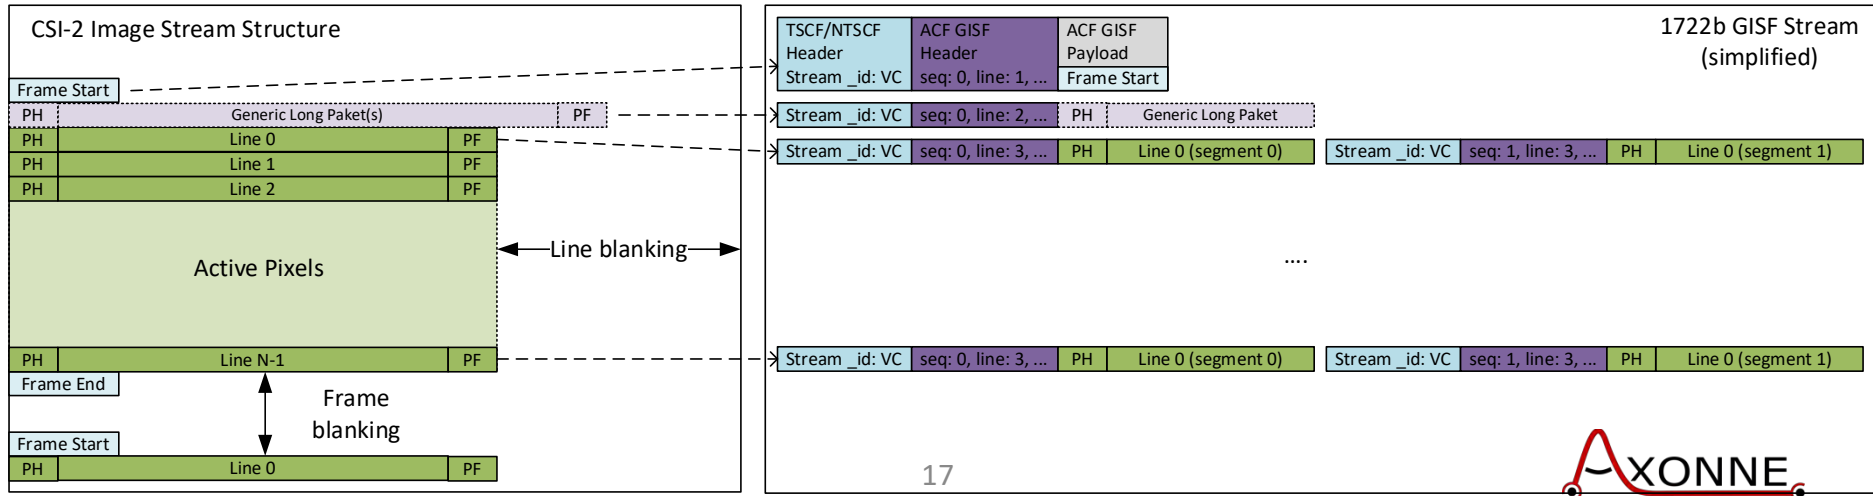 CSI-2 Image Stream Structure
Frame Start
PH Generic Long Paket(s) PF
PH Line 0 PF
PH Line 1 PF
PH Line 2 PF
Active Pixels
Line blanking
PH Line N-1 PF
Frame End
Frame
blanking
Frame Start
PH Line 0 PF
1722b GISF Stream
(simplified)
TSCF/NTSCF
Header
Stream _id: VC
ACF GISF
Header
seq: 0, line: 1, ...
ACF GISF
Payload
Frame Start
Stream _id: VC seq: 0, line: 2, ... PH Generic Long Paket
Stream _id: VC seq: 0, line: 3, ... PH Line 0 (segment 0) Stream _id: VC seq: 1, line: 3, ... PH Line 0 (segment 1)
....
Stream _id: VC seq: 0, line: 3, ... PH Line 0 (segment 0) Stream _id: VC seq: 1, line: 3, ... PH Line 0 (segment 1)
17
AXONNE